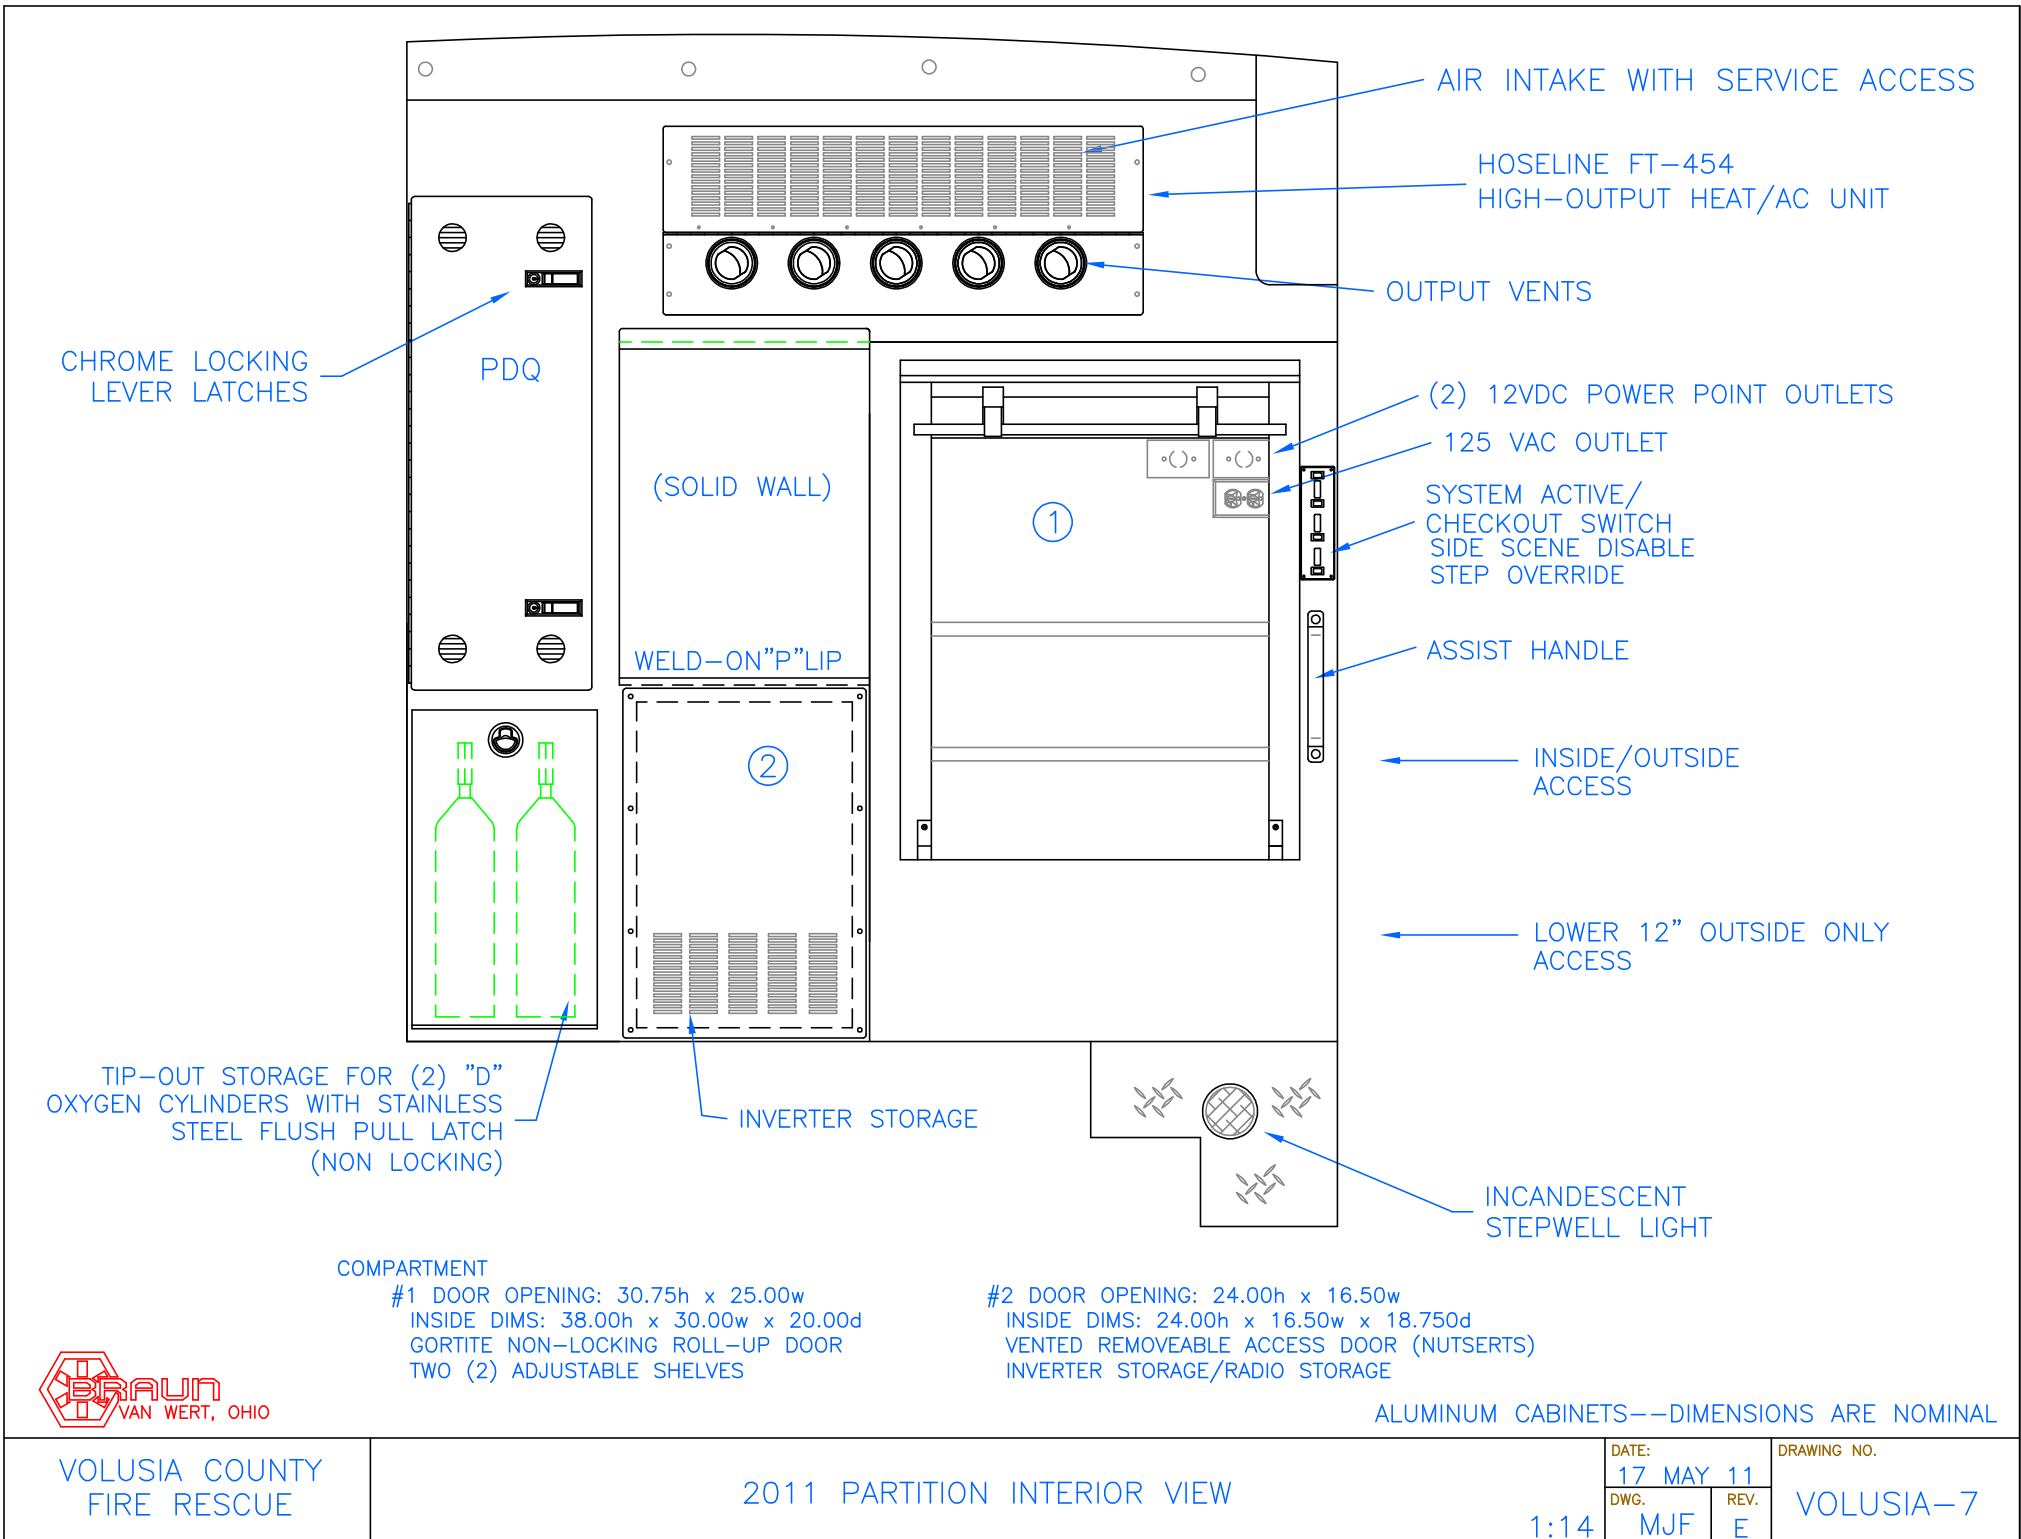 AIR INTAKE WITH SERVICE ACCESS
HOSELINE FT-454
HIGH-OUTPUT HEAT/AC UNIT
OUTPUT VENTS
CHROME LOCKING
LEVER LATCHES
PDQ
(2) 12VDC POWER POINT OUTLETS
125 VAC OUTLET
(SOLID WALL)
1
SYSTEM ACTIVE/
CHECKOUT SWITCH
SIDE SCENE DISABLE
STEP OVERRIDE
WELD-ON"P"LIP
ASSIST HANDLE
2
INSIDE/OUTSIDE
ACCESS
LOWER 12" OUTSIDE ONLY
ACCESS
TIP-OUT STORAGE FOR (2) "D"
OXYGEN CYLINDERS WITH STAINLESS
STEEL FLUSH PULL LATCH
(NON LOCKING)
INVERTER STORAGE
INCANDESCENT
STEPWELL LIGHT
COMPARTMENT
#1 DOOR OPENING: 30.75h x 25.00w
INSIDE DIMS: 38.00h x 30.00w x 20.00d
GORTITE NON-LOCKING ROLL-UP DOOR
TWO (2) ADJUSTABLE SHELVES
#2 DOOR OPENING: 24.00h x 16.50w
INSIDE DIMS: 24.00h x 16.50w x 18.750d
VENTED REMOVEABLE ACCESS DOOR (NUTSERTS)
INVERTER STORAGE/RADIO STORAGE
BRAUN
VAN WERT, OHIO
ALUMINUM CABINETS--DIMENSIONS ARE NOMINAL
VOLUSIA COUNTY
FIRE RESCUE
2011 PARTITION INTERIOR VIEW
1:14
DATE:
17 MAY 11
DWG.
MJF
REV.
E
DRAWING NO.
VOLUSIA-7